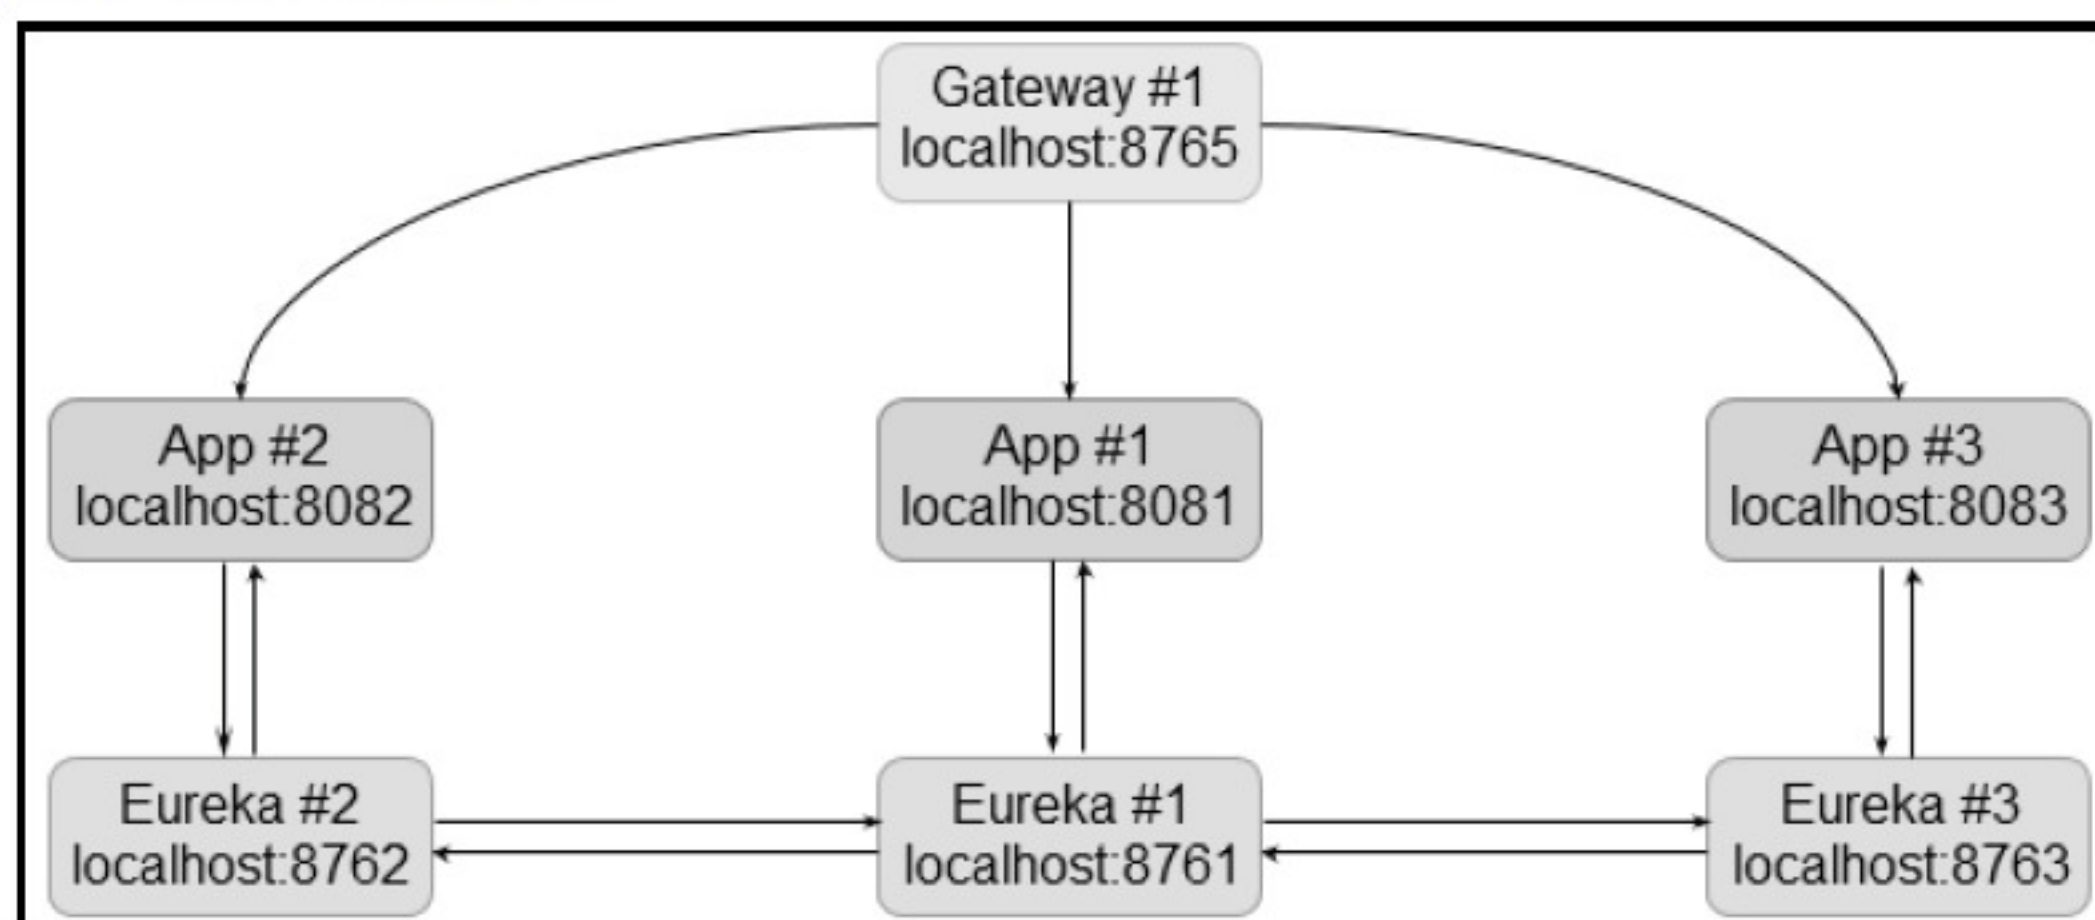 Gateway #1
localhost:8765
App #2
localhost:8082
App #1
localhost:8081
App #3
localhost:8083
Eureka #2
localhost:8762
Eureka #1
localhost:8761
Eureka #3
localhost:8763